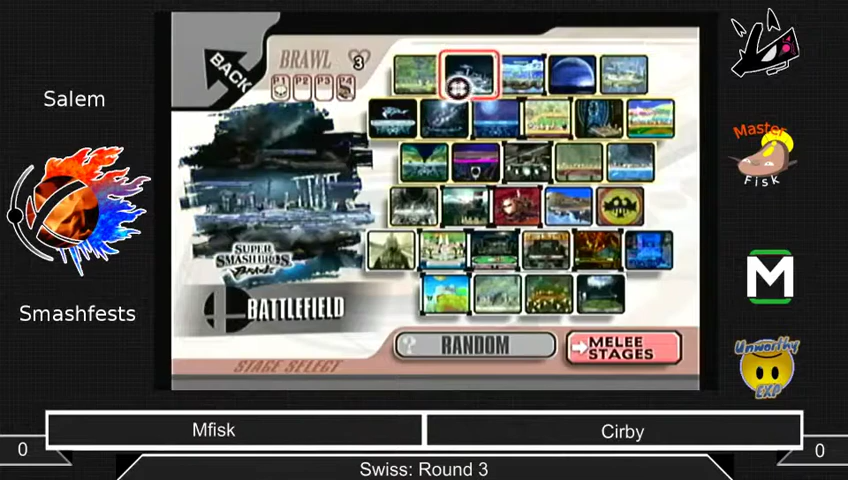 Salem
Smashfests
BACK
BRAWL
3
P1 P2 P3 P4
SUPER
SMASH BROS.
BRAWL
BATTLEFIELD
? RANDOM
MELEE
STAGES
STAGE SELECT
Master
Fisk
M
Unworthy
EXP
Mfisk
Cirby
0
0
Swiss: Round 3